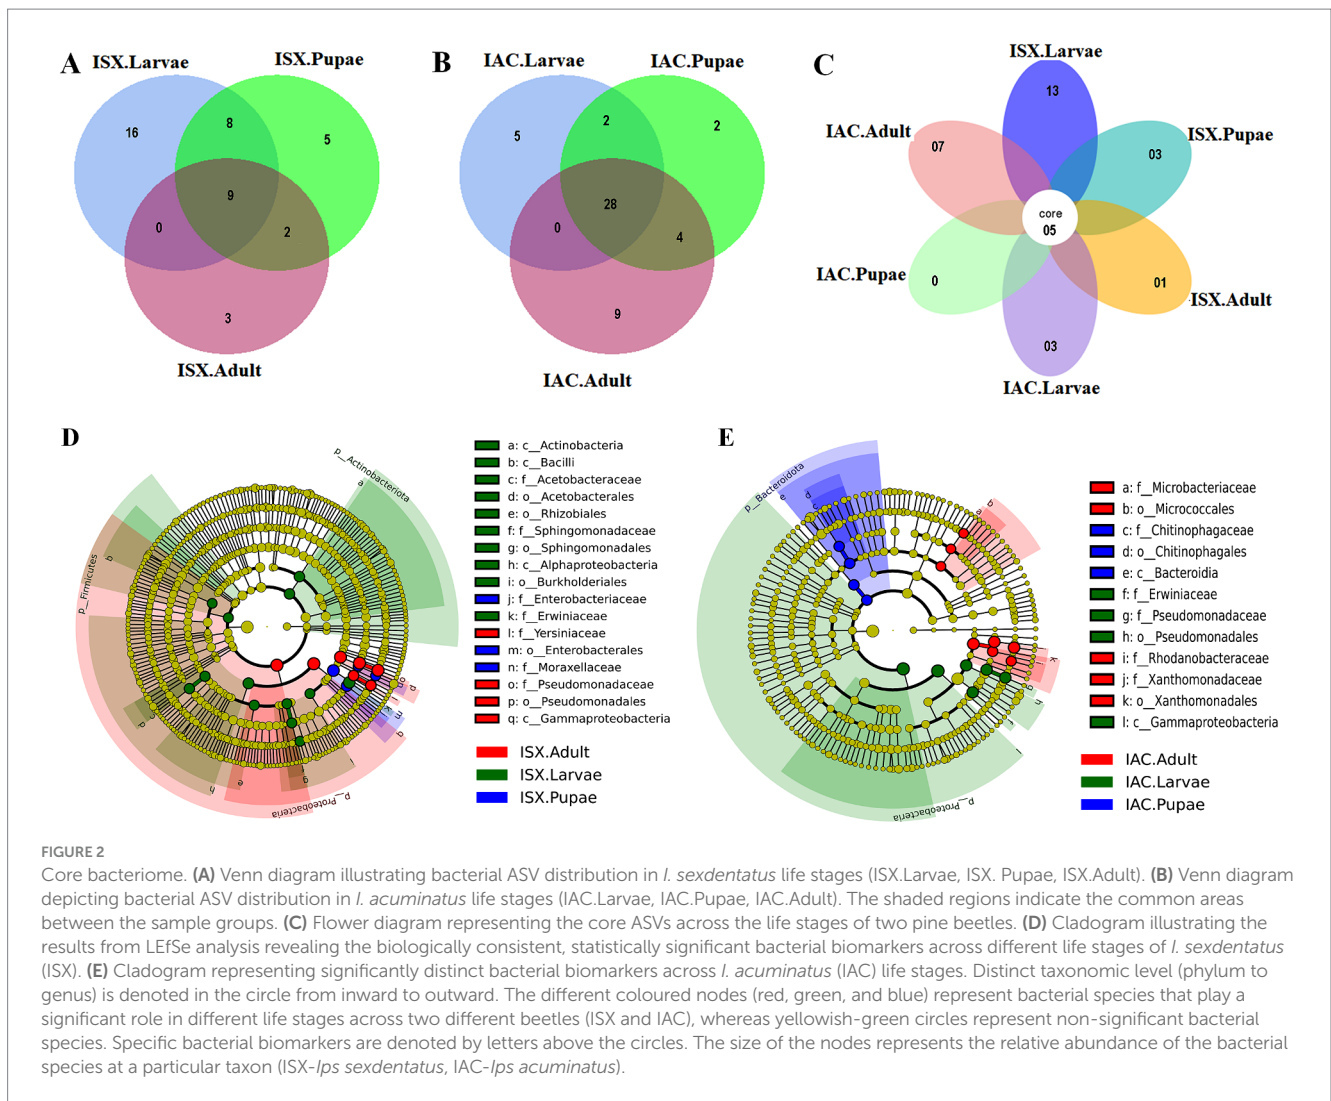 A
ISX.Larvae
ISX.Pupae
16
8
5
9
0
2
3
ISX.Adult
B
IAC.Larvae
IAC.Pupae
5
2
2
28
0
4
9
IAC.Adult
C
ISX.Larvae
13
IAC.Adult
07
ISX.Pupae
03
core
05
IAC.Pupae
0
01
ISX.Adult
03
IAC.Larvae
D
p__Actinobacteriota
a
p__Firmicutes
b
q
h
e
g
i
p__Proteobacteria
a: c__Actinobacteria
b: c__Bacilli
c: f__Acetobacteraceae
d: o__Acetobacterales
e: o__Rhizobiales
f: f__Sphingomonadaceae
g: o__Sphingomonadales
h: c__Alphaproteobacteria
i: o__Burkholderiales
j: f__Enterobacteriaceae
k: f__Erwiniaceae
l: f__Yersiniaceae
m: o__Enterobacterales
n: f__Moraxellaceae
o: f__Pseudomonadaceae
p: o__Pseudomonadales
q: c__Gammaproteobacteria
ISX.Adult
ISX.Larvae
ISX.Pupae
E
p__Bacteroidota
e
d
c
b
a
k
h
l
p__Proteobacteria
a: f__Microbacteriaceae
b: o__Micrococcales
c: f__Chitinophagaceae
d: o__Chitinophagales
e: c__Bacteroidia
f: f__Erwiniaceae
g: f__Pseudomonadaceae
h: o__Pseudomonadales
i: f__Rhodanobacteraceae
j: f__Xanthomonadaceae
k: o__Xanthomonadales
l: c__Gammaproteobacteria
IAC.Adult
IAC.Larvae
IAC.Pupae
FIGURE 2
Core bacteriome. (A) Venn diagram illustrating bacterial ASV distribution in I. sexdentatus life stages (ISX.Larvae, ISX. Pupae, ISX.Adult). (B) Venn diagram
depicting bacterial ASV distribution in I. acuminatus life stages (IAC.Larvae, IAC.Pupae, IAC.Adult). The shaded regions indicate the common areas
between the sample groups. (C) Flower diagram representing the core ASVs across the life stages of two pine beetles. (D) Cladogram illustrating the
results from LEfSe analysis revealing the biologically consistent, statistically significant bacterial biomarkers across different life stages of I. sexdentatus
(ISX). (E) Cladogram representing significantly distinct bacterial biomarkers across I. acuminatus (IAC) life stages. Distinct taxonomic level (phylum to
genus) is denoted in the circle from inward to outward. The different coloured nodes (red, green, and blue) represent bacterial species that play a
significant role in different life stages across two different beetles (ISX and IAC), whereas yellowish-green circles represent non-significant bacterial
species. Specific bacterial biomarkers are denoted by letters above the circles. The size of the nodes represents the relative abundance of the bacterial
species at a particular taxon (ISX-Ips sexdentatus, IAC-Ips acuminatus).